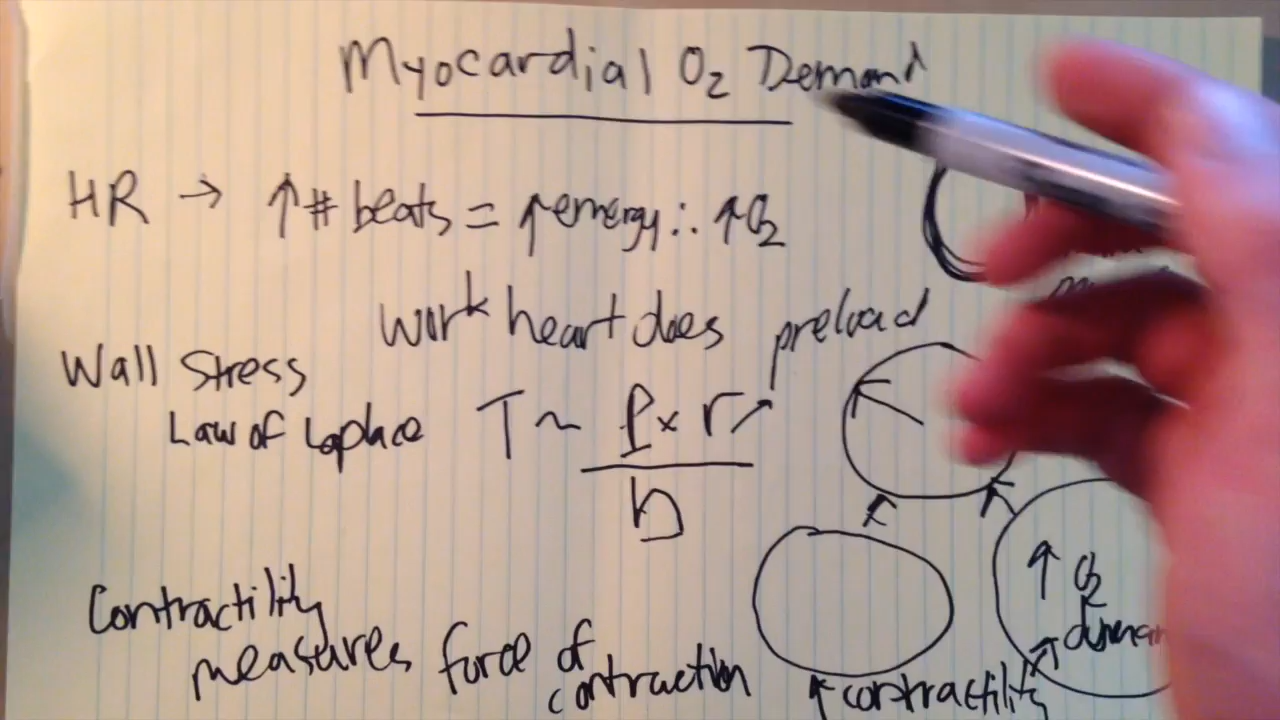 Myocardial O2 Demand
HR → ↑ # beats = ↑ energy ∴ ↑ O2
work heart does
preload
Wall Stress
Law of Laplace T ~ P x r
h
↑ O2
Contractility
measures force of
contraction
↑ contractility